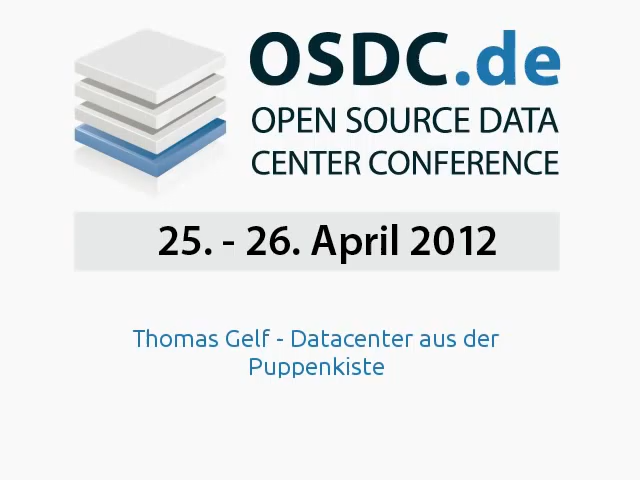 OSDC.de
OPEN SOURCE DATA
CENTER CONFERENCE
25. - 26. April 2012
Thomas Gelf - Datacenter aus der
Puppenkiste